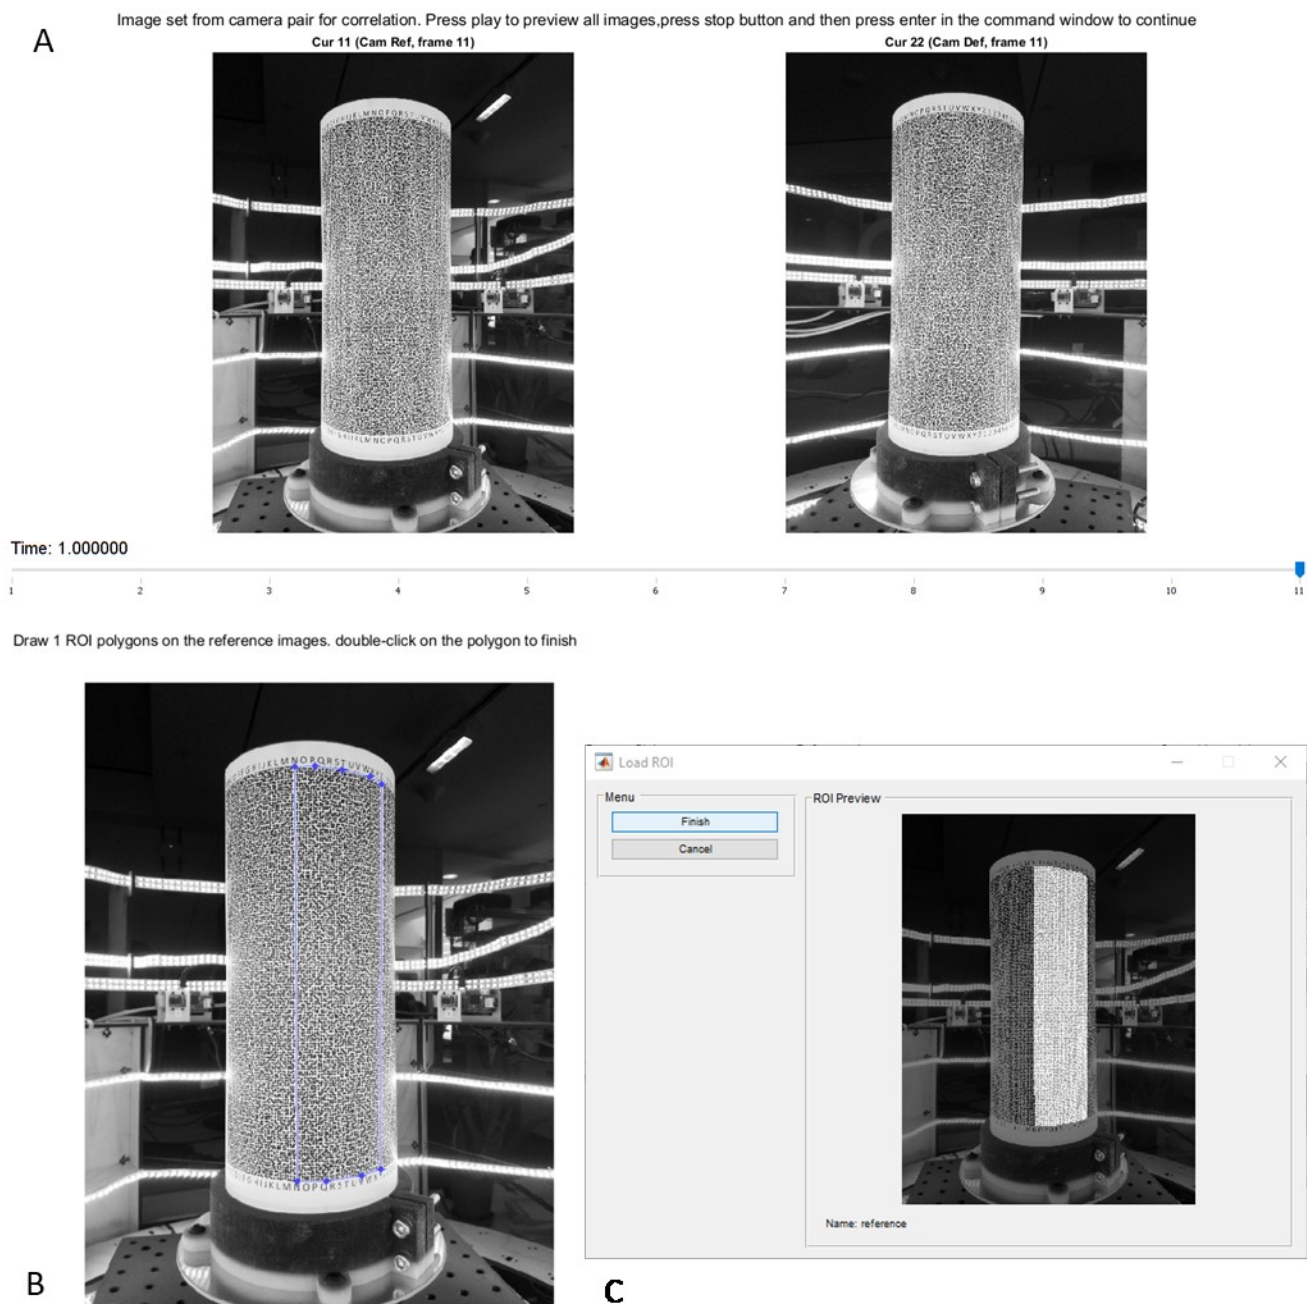 Image set from camera pair for correlation. Press play to preview all images,press stop button and then press enter in the command window to continue
A
Cur 11 (Cam Ref, frame 11)
Cur 22 (Cam Def, frame 11)
Time: 1.000000
1 2 3 4 5 6 7 8 9 10 11
Draw 1 ROI polygons on the reference images. double-click on the polygon to finish
Load ROI
Menu
Finish
Cancel
ROI Preview
Name: reference
B
C